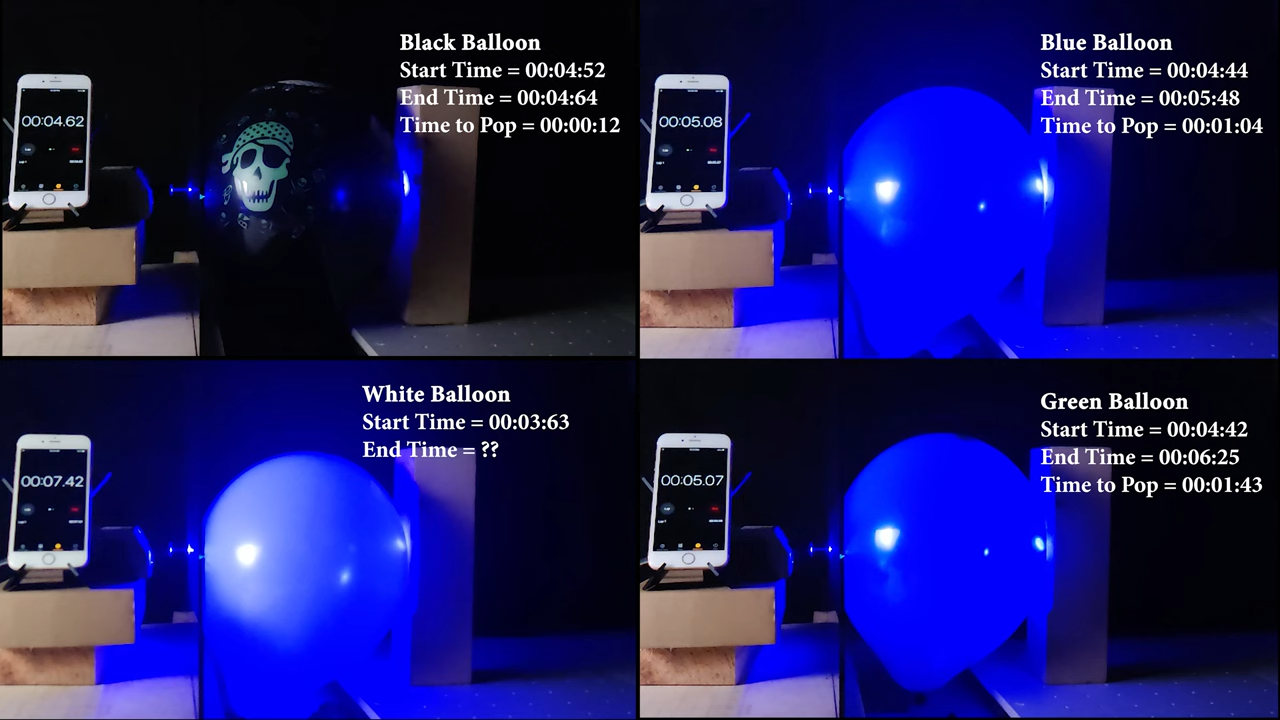 Black Balloon
Start Time = 00:04:52
End Time = 00:04:64
Time to Pop = 00:00:12
00:04.62
Blue Balloon
Start Time = 00:04:44
End Time = 00:05:48
Time to Pop = 00:01:04
00:05.08
White Balloon
Start Time = 00:03:63
End Time = ??
00:07.42
Green Balloon
Start Time = 00:04:42
End Time = 00:06:25
Time to Pop = 00:01:43
00:05.07